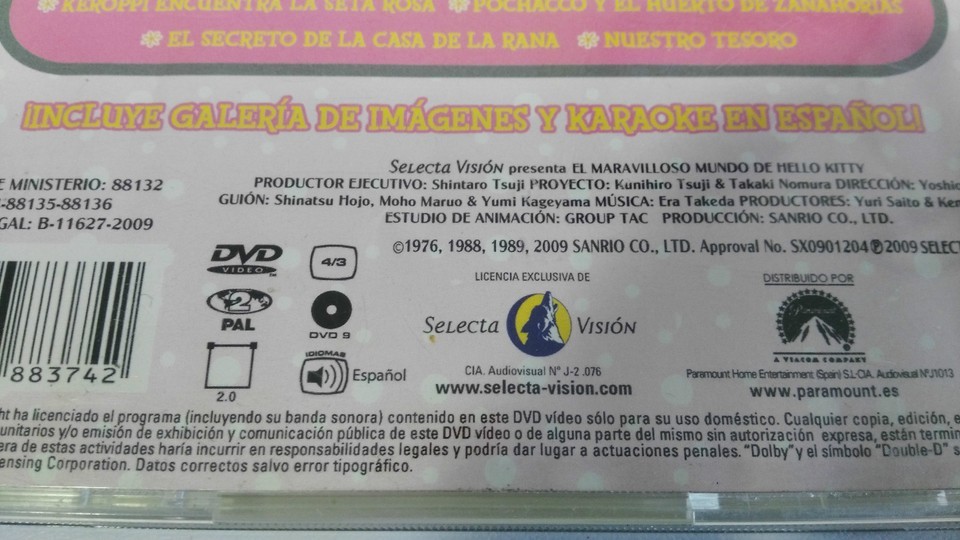 KEROPPI ENCUENTRA LA SETA ROSA POCHACCO Y EL HUERTO DE ZANAHORIAS
EL SECRETO DE LA CASA DE LA RANA NUESTRO TESORO
¡INCLUYE GALERÍA DE IMÁGENES Y KARAOKE EN ESPAÑOL!
E MINISTERIO: 88132
-88135-88136
GAL: B-11627-2009
SELECTA VISIÓN presenta EL MARAVILLOSO MUNDO DE HELLO KITTY
PRODUCTOR EJECUTIVO: Shintaro Tsuji PROYECTO: Kunihiro Tsuji & Takaki Nomura DIRECCIÓN: Yoshio
GUIÓN: Shinatsu Hojo, Moho Maruo & Yumi Kageyama MÚSICA: Era Takeda PRODUCTORES: Yuri Saito & Ken
ESTUDIO DE ANIMACIÓN: GROUP TAC PRODUCCIÓN: SANRIO CO., LTD.
©1976, 1988, 1989, 2009 SANRIO CO., LTD. Approval No. SX0901204 ℗2009 SELECT
883742
DVD
VIDEO™
4/3
2
PAL
DVD 9
2.0
IDIOMAS
Español
LICENCIA EXCLUSIVA DE
SELECTA VISIÓN
CIA. Audiovisual Nº J-2.076
www.selecta-vision.com
DISTRIBUIDO POR
Paramount
A VIACOM COMPANY
Paramount Home Entertainment (Spain) S.L-CIA. Audiovisual Nº/J1013
www.paramount.es
ht ha licenciado el programa (incluyendo su banda sonora) contenido en este DVD vídeo sólo para su uso doméstico. Cualquier copia, edición, e
unitarios y/o emisión de exhibición y comunicación pública de este DVD vídeo o de alguna parte del mismo sin autorización expresa, están termin
era de estas actividades haría incurrir en responsabilidades legales y podría dar lugar a actuaciones penales. "Dolby" y el símbolo "Double-D" s
ensing Corporation. Datos correctos salvo error tipográfico.